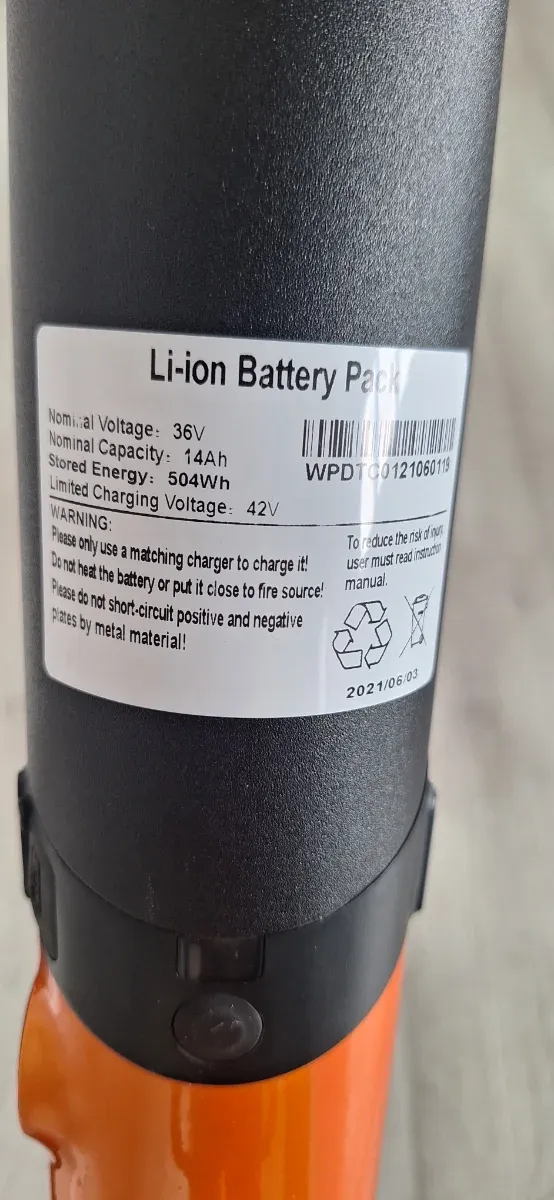 Li-ion Battery Pack
Nominal Voltage: 36V
Nominal Capacity: 14Ah
Stored Energy: 504Wh
Limited Charging Voltage: 42V
WPDTC0121060119
WARNING:
Please only use a matching charger to charge it!
Do not heat the battery or put it close to fire source!
Please do not short-circuit positive and negative
plates by metal material!
To reduce the risk of injury,
user must read instruction
manual.
2021/06/03